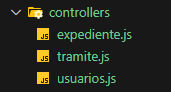 controllers
JS expediente.js
JS tramite.js
JS usuarios.js